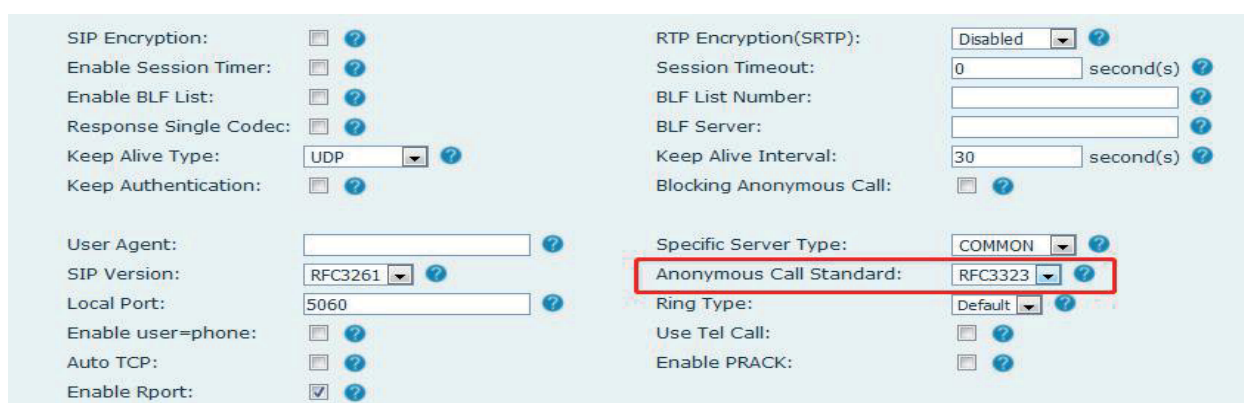 SIP Encryption: ? RTP Encryption(SRTP): Disabled ?
Enable Session Timer: ? Session Timeout: 0 second(s) ?
Enable BLF List: ? BLF List Number: ?
Response Single Codec: ? BLF Server: ?
Keep Alive Type: UDP ? Keep Alive Interval: 30 second(s) ?
Keep Authentication: ? Blocking Anonymous Call: ?
User Agent: ? Specific Server Type: COMMON ?
SIP Version: RFC3261 ? Anonymous Call Standard: RFC3323 ?
Local Port: 5060 ? Ring Type: Default ?
Enable user=phone: ? Use Tel Call: ?
Auto TCP: ? Enable PRACK: ?
Enable Rport: ?